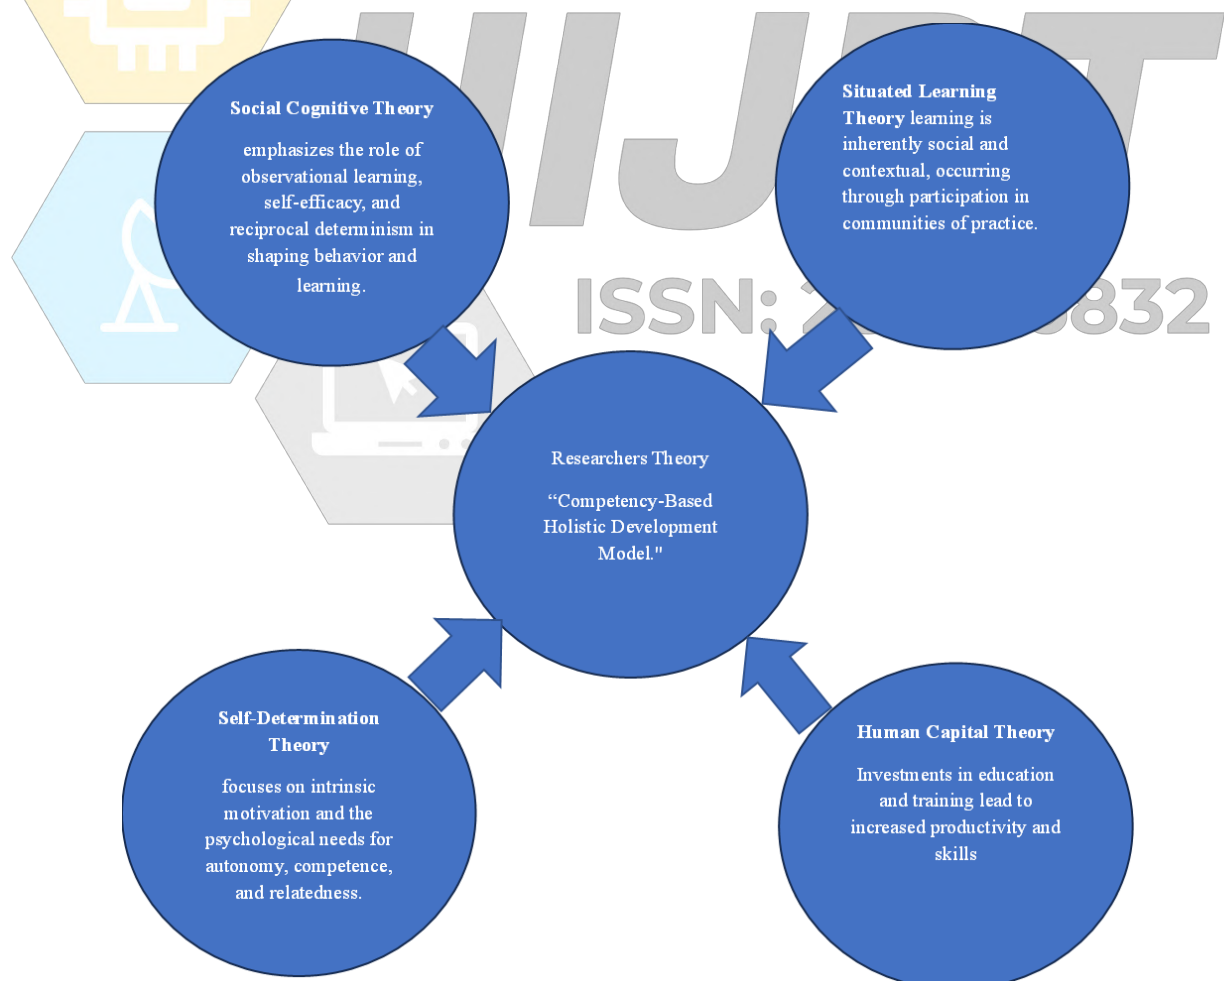 Social Cognitive Theory
emphasizes the role of
observational learning,
self-efficacy, and
reciprocal determinism in
shaping behavior and
learning.
Situated Learning
Theory learning is
inherently social and
contextual, occurring
through participation in
communities of practice.
ISSN:
Researchers Theory
“Competency-Based
Holistic Development
Model."
Self-Determination
Theory
focuses on intrinsic
motivation and the
psychological needs for
autonomy, competence,
and relatedness.
Human Capital Theory
Investments in education
and training lead to
increased productivity and
skills